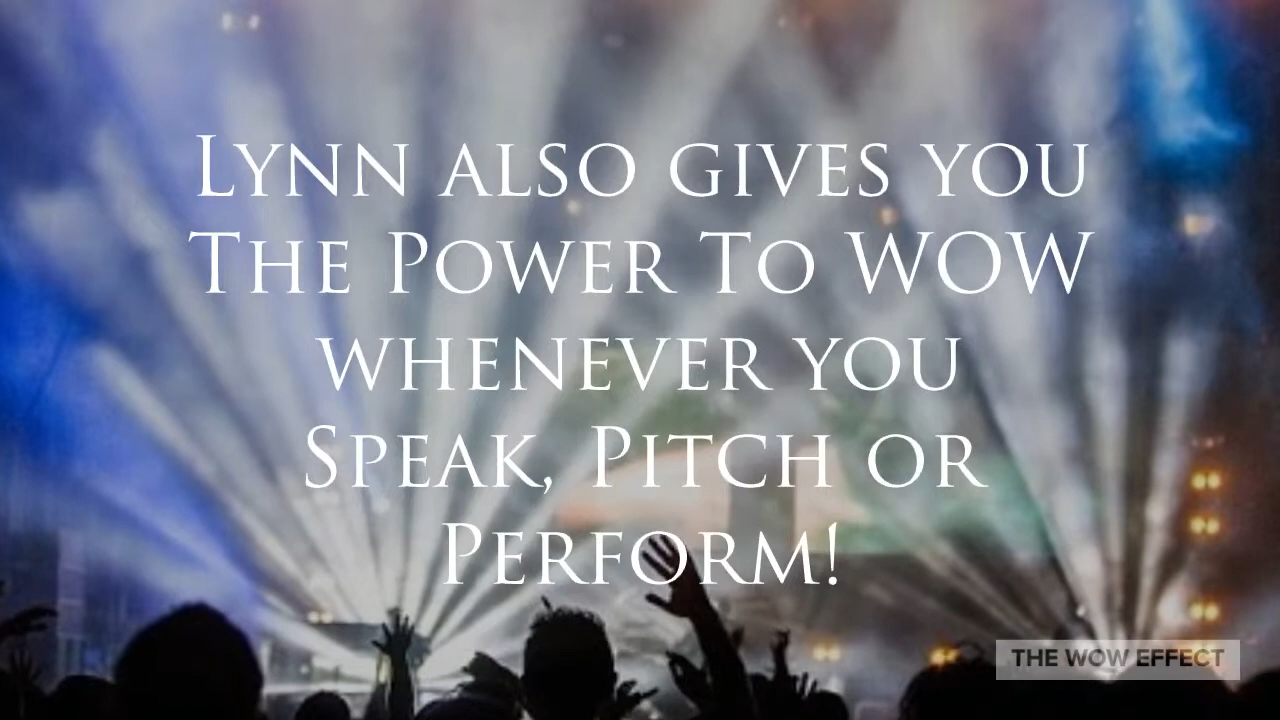 Lynn also gives you
The Power To WOW
whenever you
Speak, Pitch or
Perform!
THE WOW EFFECT